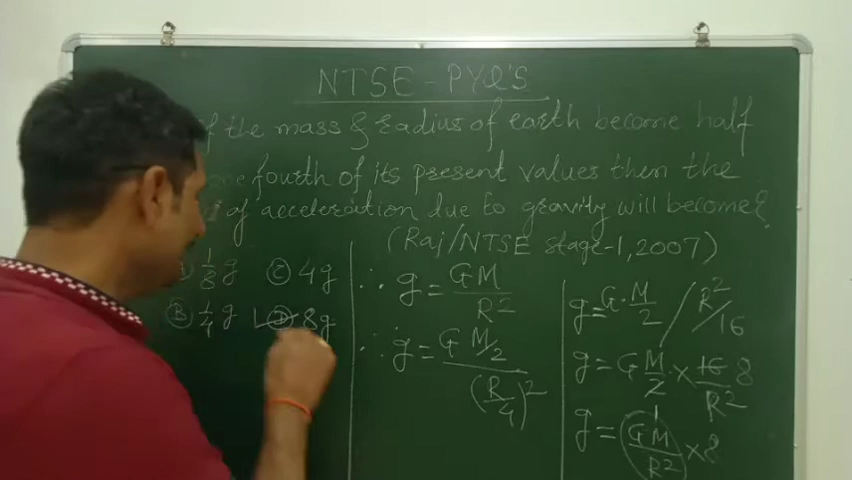 NTSE - PYQ'S
f the mass & radius of earth become half
fourth of its present values then the
of acceleration due to gravity will become?
(Raj/NTSE stage-1, 2007)
1/8 g (C) 4g
(B) 1/4 g (D) 8g
∴ g = GM / R²
∴ g = G M/2 / (R/4)²
g = G·M/2 / R²/16
g = G M/2 × 16 / R² 8
g = (GM / R²) × 8